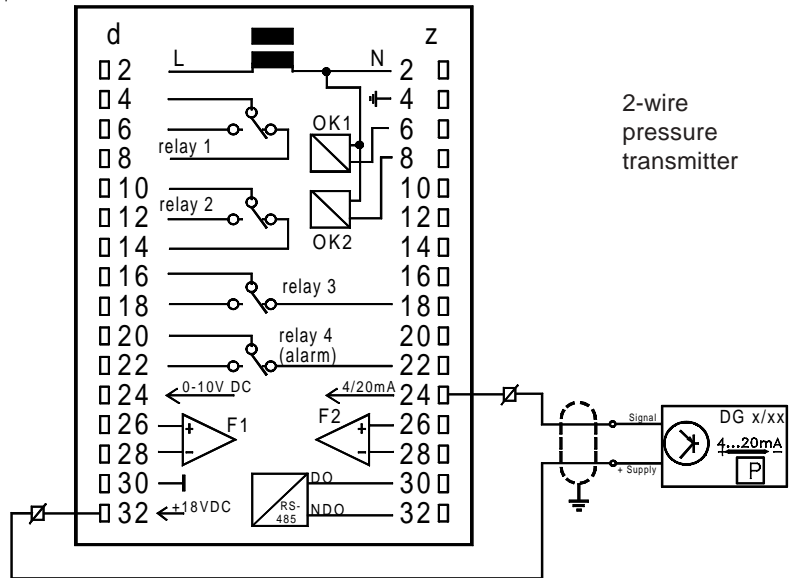 d z
2 L N 2
4 4
6 OK1 6
relay 1
8 8
10 10
relay 2
12 12
14 OK2 14
16 16
relay 3
18 18
20 relay 4 20
22 (alarm) 22
24 0-10V DC 4/20mA 24
26 + F1 F2 + 26
28 - - 28
30 DO 30
32 +18VDC RS-485 NDO 32
2-wire
pressure
transmitter
Signal DG x/xx
4...20mA
+ -
+ Supply P